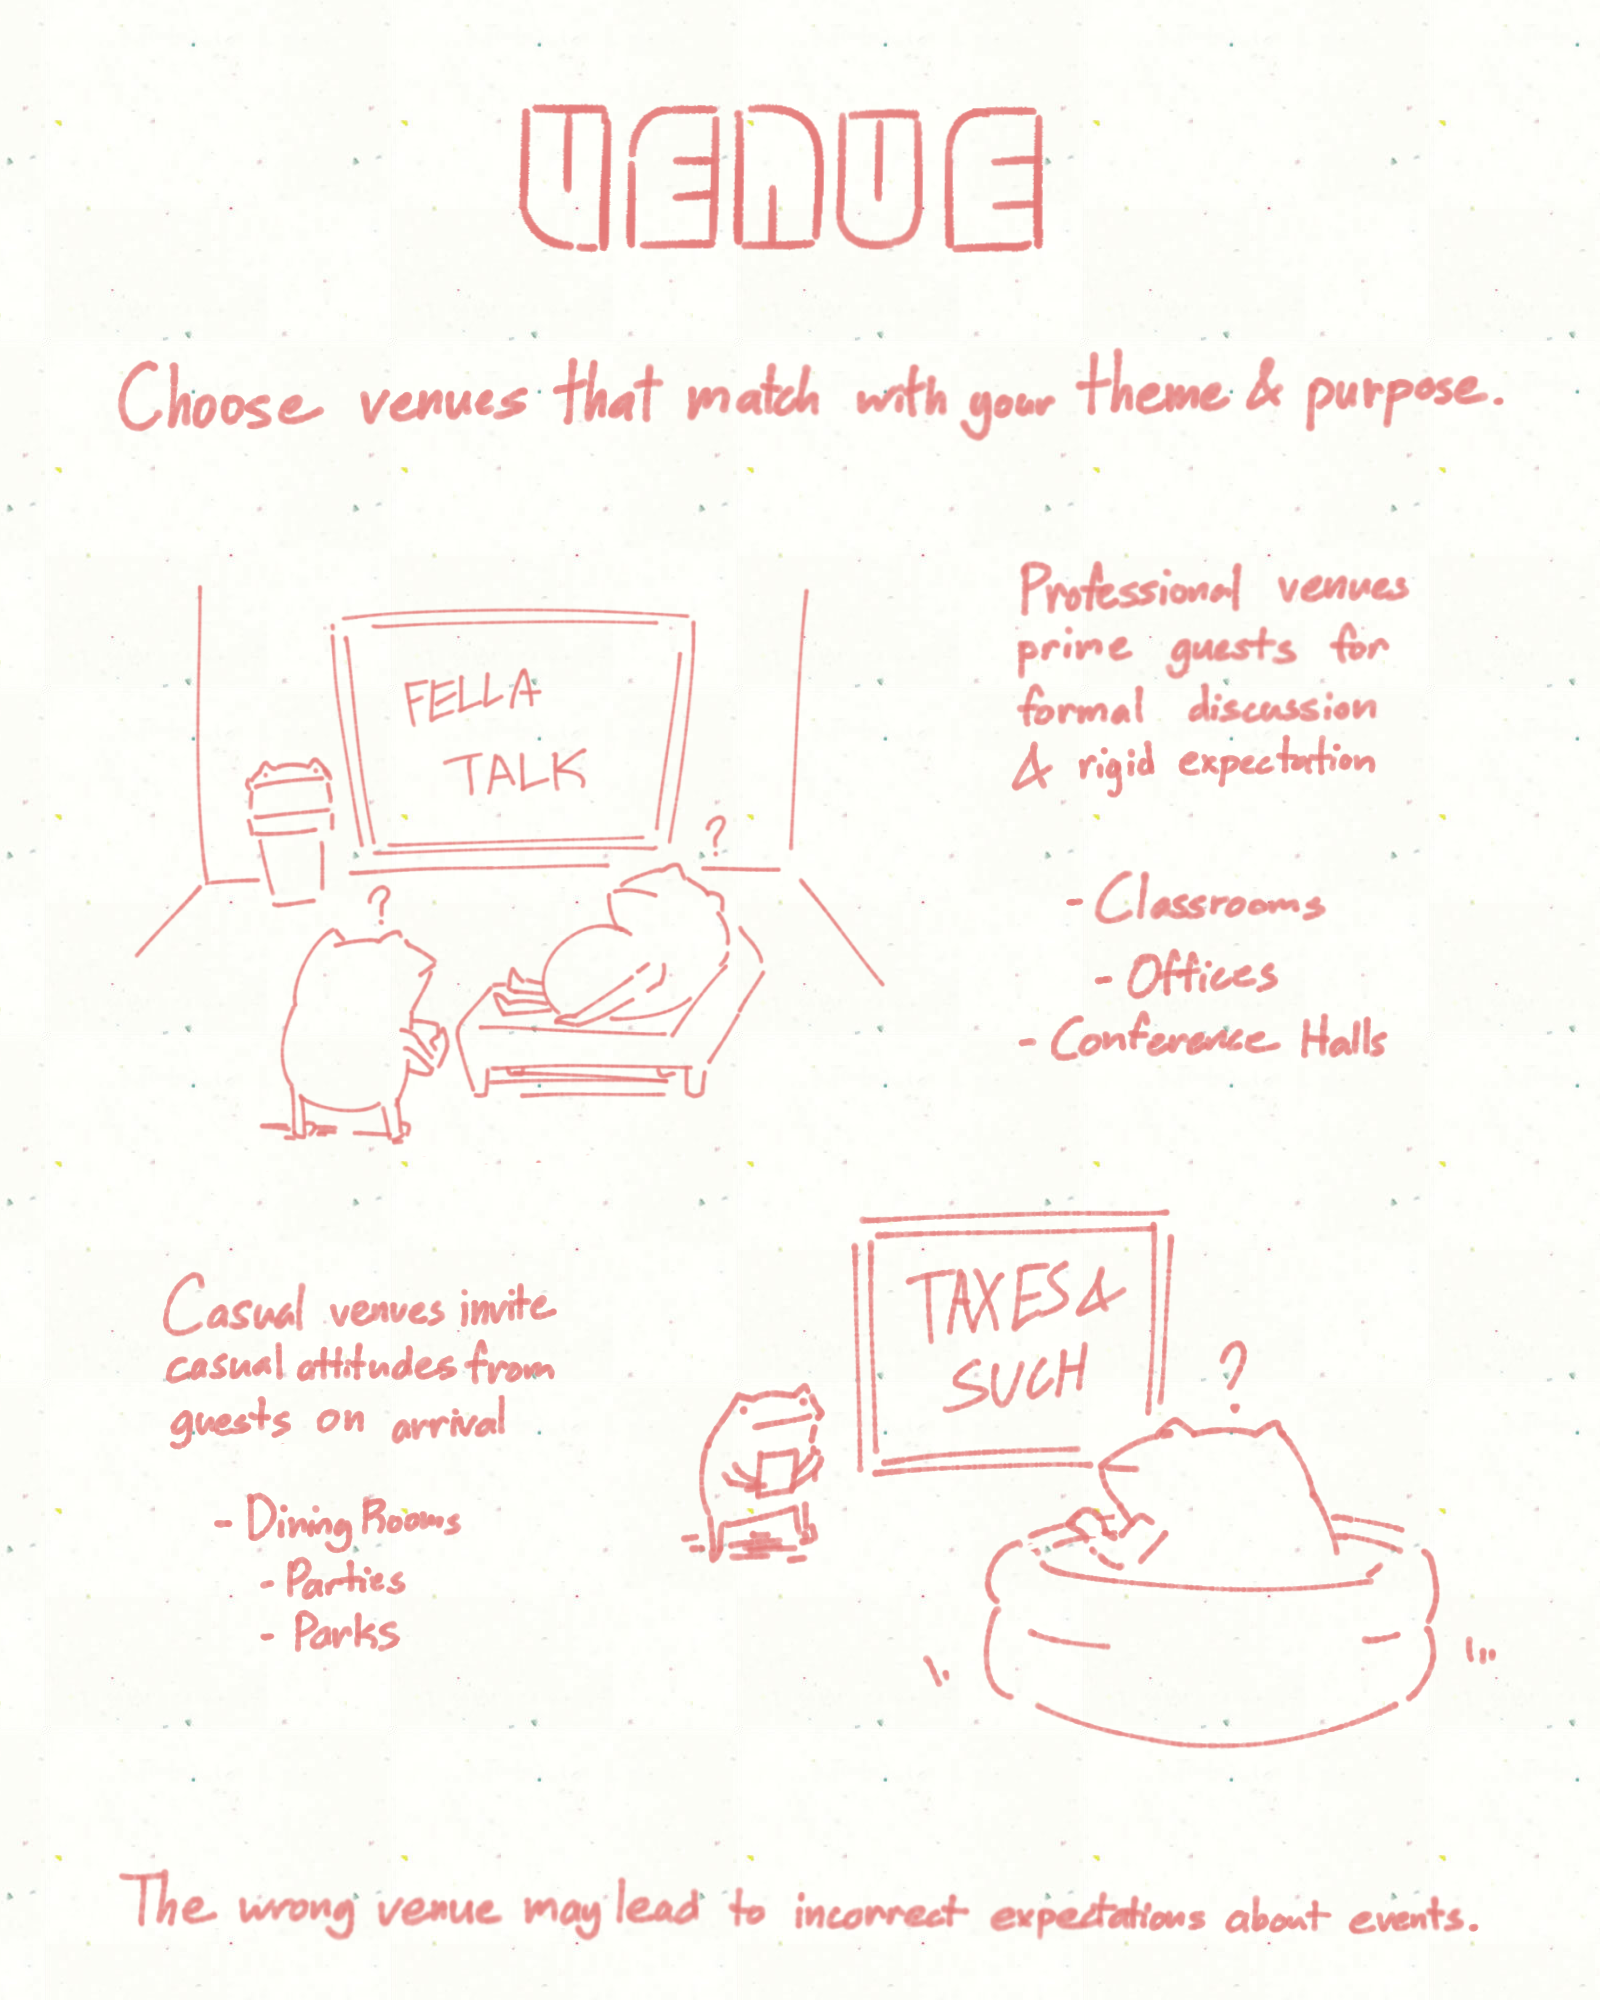 VENUE
Choose venues that match with your theme & purpose.
FELLA
TALK
?
?
Professional venues
prime guests for
formal discussion
& rigid expectation
- Classrooms
- Offices
- Conference Halls
Casual venues invite
casual attitudes from
guests on arrival
- Dining Rooms
- Parties
- Parks
TAXES &
SUCH
?
The wrong venue may lead to incorrect expectations about events.